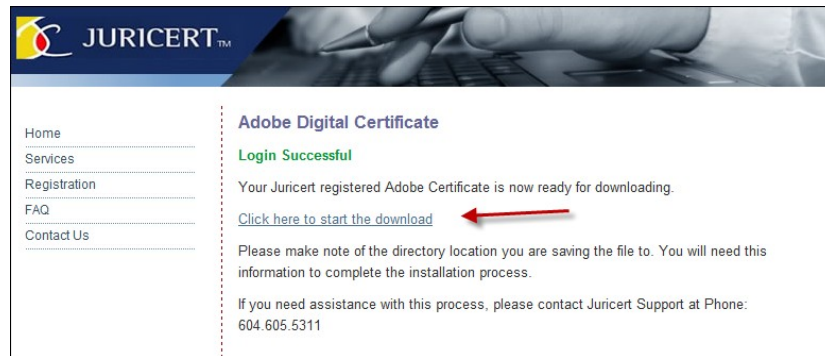 JURICERT TM
Home
Services
Registration
FAQ
Contact Us
Adobe Digital Certificate
Login Successful
Your Juricert registered Adobe Certificate is now ready for downloading.
Click here to start the download
Please make note of the directory location you are saving the file to. You will need this
information to complete the installation process.
If you need assistance with this process, please contact Juricert Support at Phone:
604.605.5311